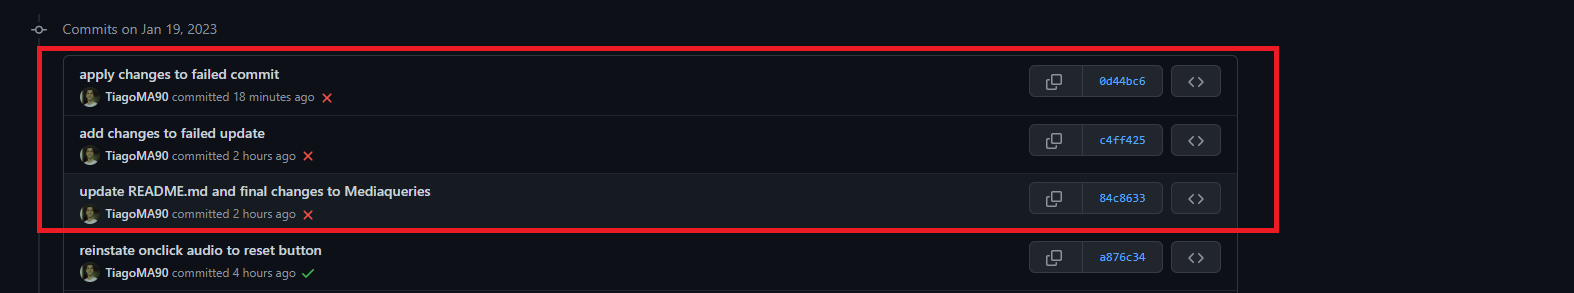 Commits on Jan 19, 2023
apply changes to failed commit
TiagoMA90 committed 18 minutes ago
0d44bc6
add changes to failed update
TiagoMA90 committed 2 hours ago
c4ff425
update README.md and final changes to Mediaqueries
TiagoMA90 committed 2 hours ago
84c8633
reinstate onclick audio to reset button
TiagoMA90 committed 4 hours ago
a876c34